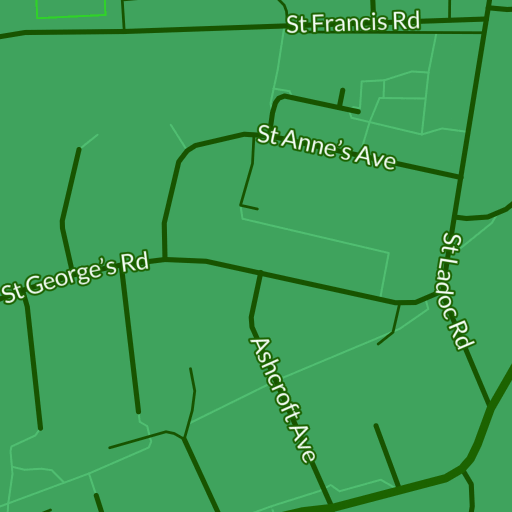 St Francis Rd
St Anne's Ave
St George's Rd
St Ladoc Rd
Ashcroft Ave